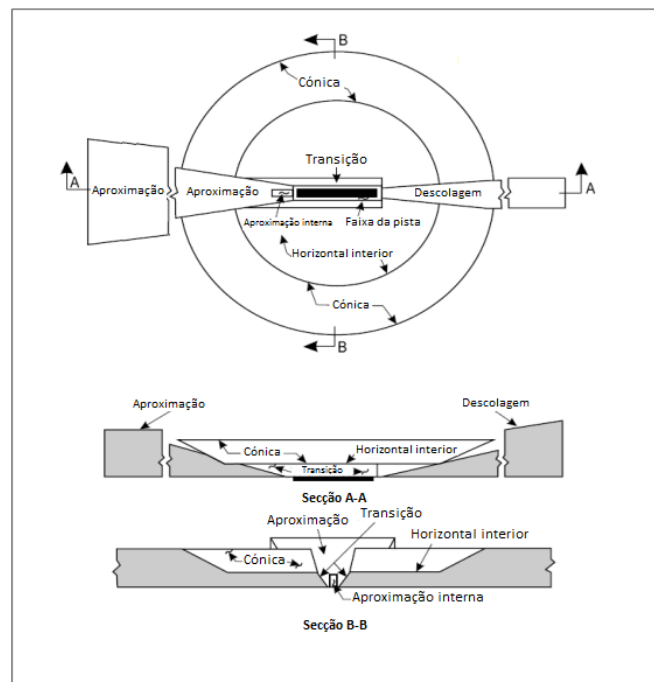 B
Cónica
Transição
A
Aproximação
Aproximação
Descolagem
A
Aproximação interna
Faixa da pista
Horizontal interior
Cónica
B
Aproximação
Descolagem
Cónica
Horizontal interior
Transição
Secção A-A
Transição
Aproximação
Horizontal interior
Cónica
Aproximação interna
Secção B-B